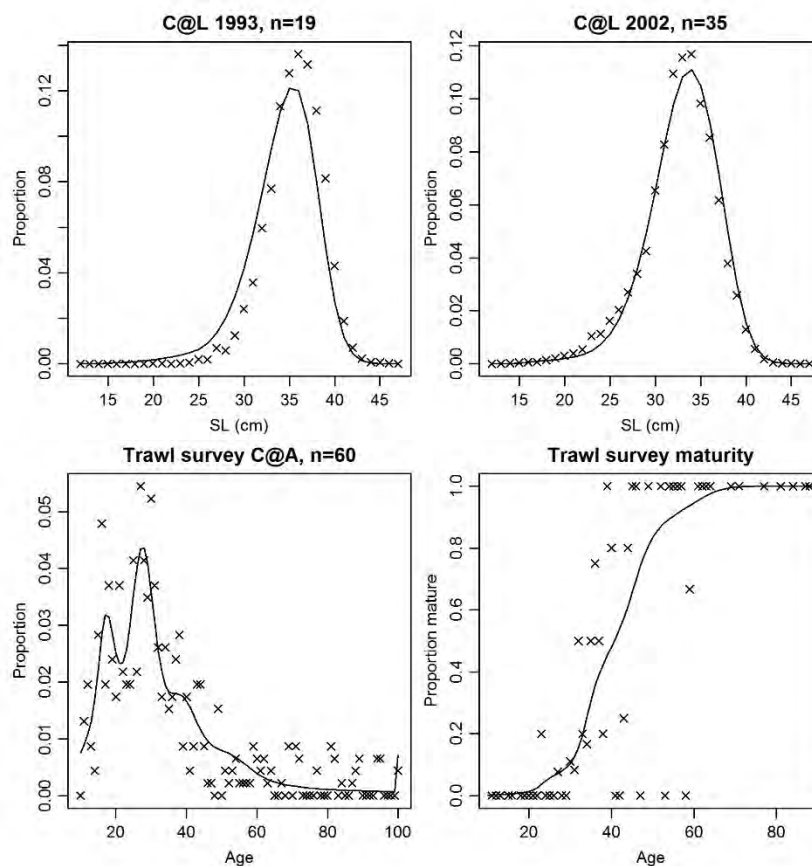 C@L 1993, n=19
Proportion
0.00
0.04
0.08
0.12
15 20 25 30 35 40 45
SL (cm)
C@L 2002, n=35
Proportion
0.00
0.02
0.04
0.06
0.08
0.10
0.12
15 20 25 30 35 40 45
SL (cm)
Trawl survey C@A, n=60
Proportion
0.00
0.01
0.02
0.03
0.04
0.05
20 40 60 80 100
Age
Trawl survey maturity
Proportion mature
0.0
0.2
0.4
0.6
0.8
1.0
20 40 60 80
Age